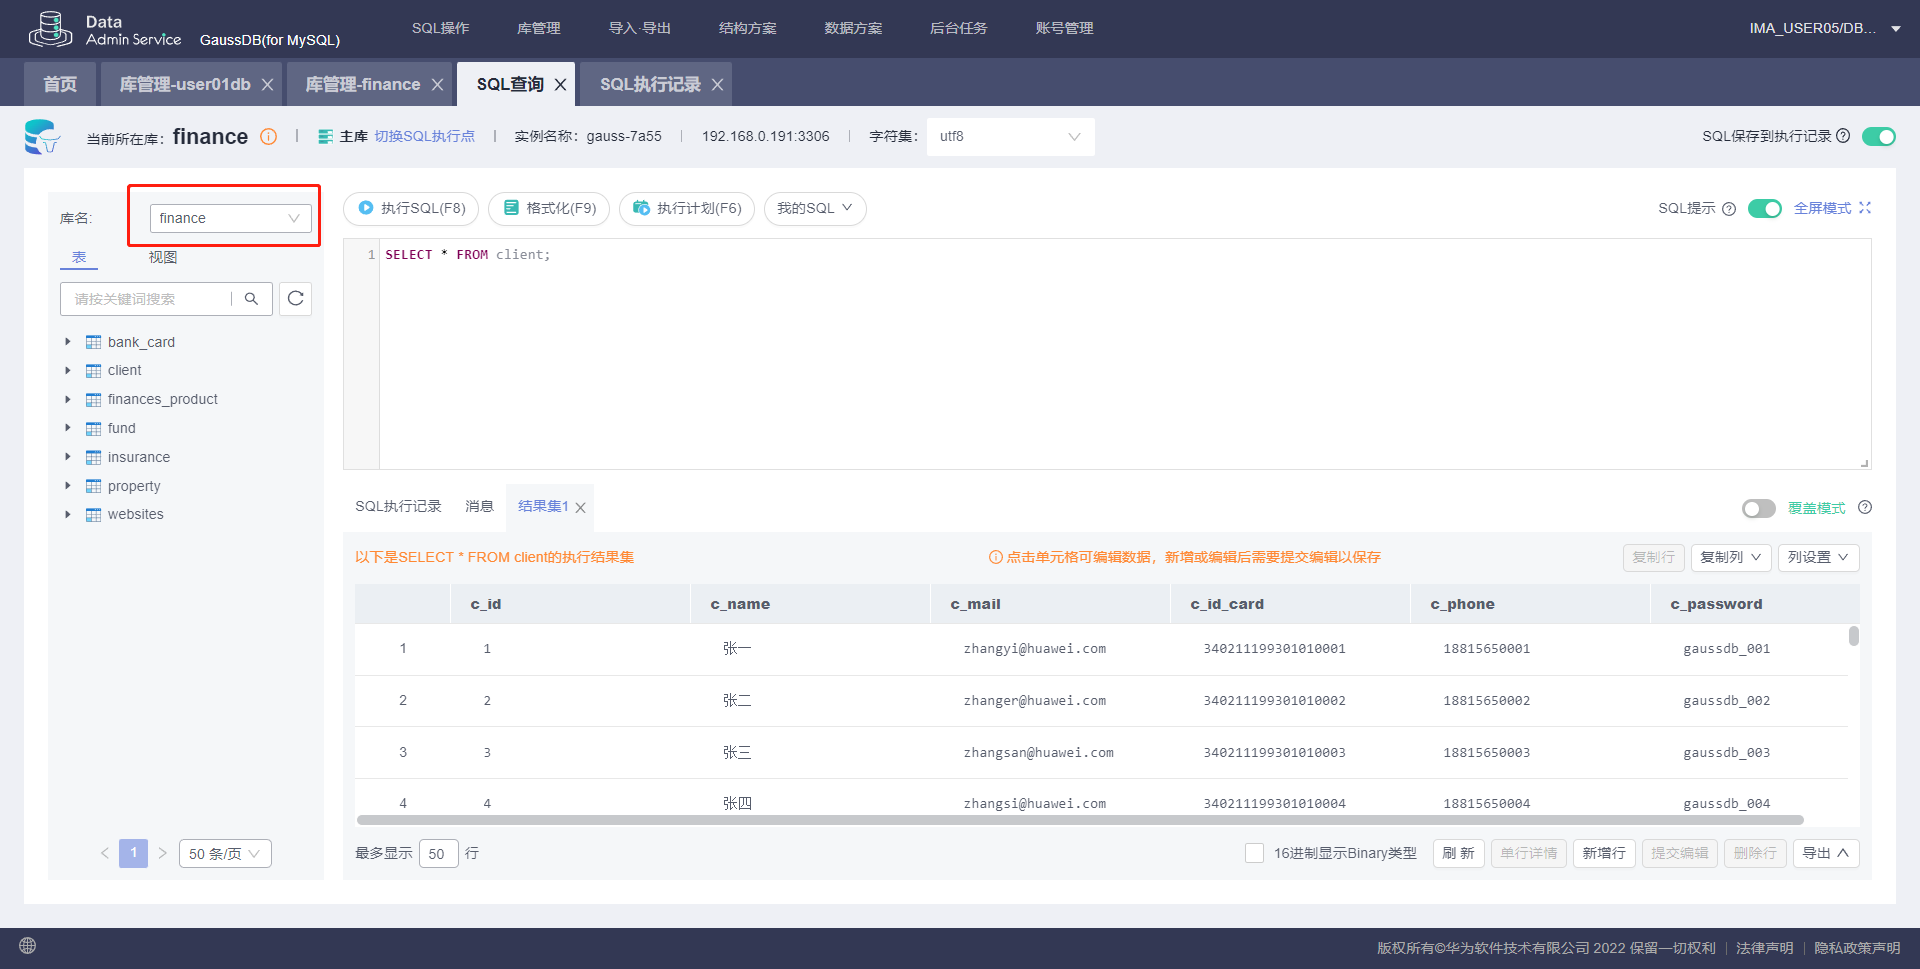 Data
Admin Service GaussDB(for MySQL) SQL操作 库管理 导入·导出 结构方案 数据方案 后台任务 账号管理 IMA_USER05/DB...
首页 库管理-user01db 库管理-finance SQL查询 SQL执行记录
当前所在库: finance 主库 切换SQL执行点 实例名称: gauss-7a55 192.168.0.191:3306 字符集: utf8 SQL保存到执行记录
库名: finance
表 视图
请按关键词搜索
bank_card
client
finances_product
fund
insurance
property
websites
1 50 条/页
执行SQL(F8) 格式化(F9) 执行计划(F6) 我的SQL SQL提示 全屏模式
1 SELECT * FROM client;
SQL执行记录 消息 结果集1 覆盖模式
以下是SELECT * FROM client的执行结果集 点击单元格可编辑数据，新增或编辑后需要提交编辑以保存 复制行 复制列 列设置
c_id c_name c_mail c_id_card c_phone c_password
1 1 张一 zhangyi@huawei.com 340211199301010001 18815650001 gaussdb_001
2 2 张二 zhanger@huawei.com 340211199301010002 18815650002 gaussdb_002
3 3 张三 zhangsan@huawei.com 340211199301010003 18815650003 gaussdb_003
4 4 张四 zhangsi@huawei.com 340211199301010004 18815650004 gaussdb_004
最多显示 50 行 16进制显示Binary类型 刷 新 单行详情 新增行 提交编辑 删除行 导出
版权所有©华为软件技术有限公司 2022 保留一切权利 法律声明 隐私政策声明